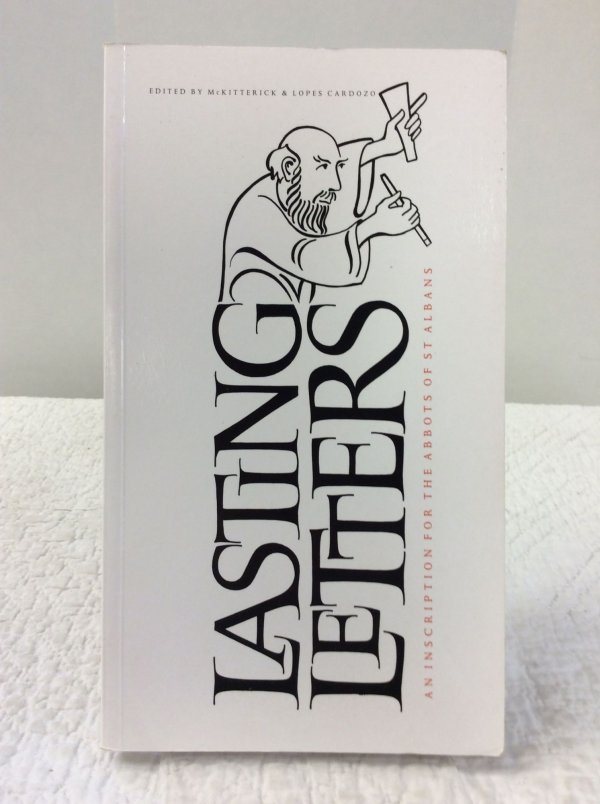 EDITED BY McKITTERICK & LOPES CARDOZO
LASTING
LETTERS
AN INSCRIPTION FOR THE ABBOTS OF ST ALBANS